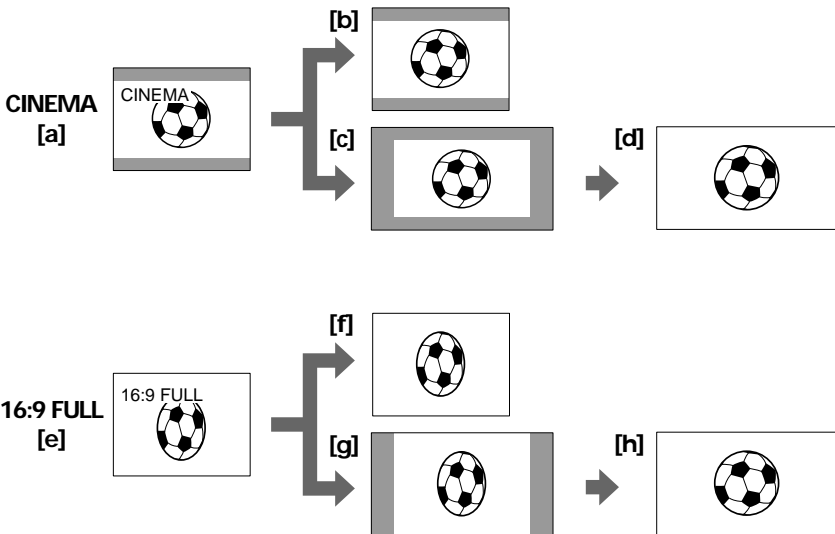 [b]
CINEMA
[a]
CINEMA
[c]
[d]
[f]
16:9 FULL
[e]
16:9 FULL
[g]
[h]